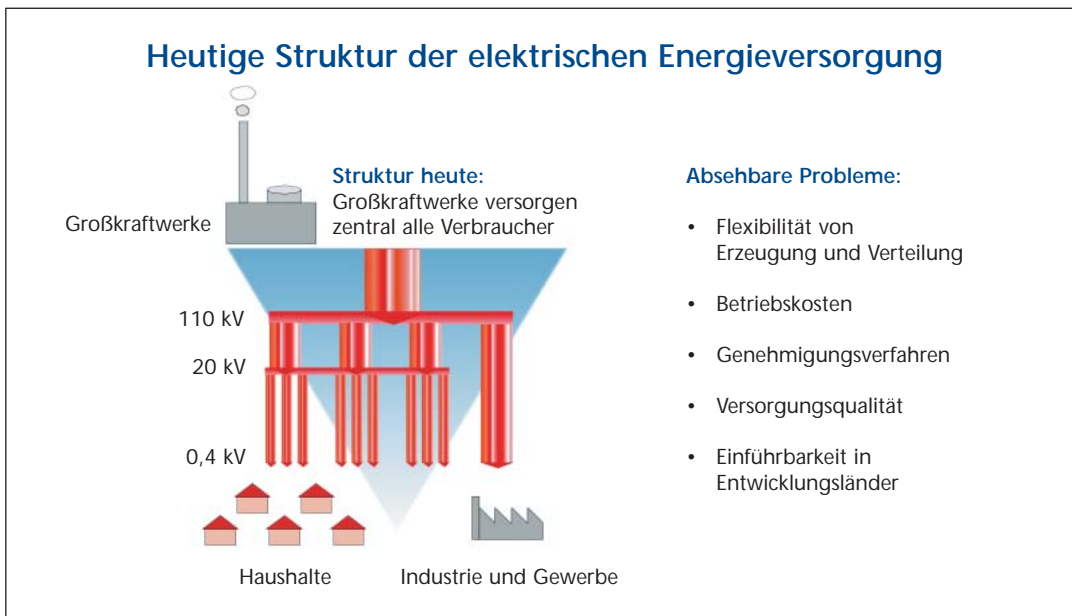 Heutige Struktur der elektrischen Energieversorgung
Struktur heute:
Großkraftwerke versorgen
zentral alle Verbraucher
Großkraftwerke
110 kV
20 kV
0,4 kV
Haushalte
Industrie und Gewerbe
Absehbare Probleme:
• Flexibilität von
Erzeugung und Verteilung
• Betriebskosten
• Genehmigungsverfahren
• Versorgungsqualität
• Einführbarkeit in
Entwicklungsländer